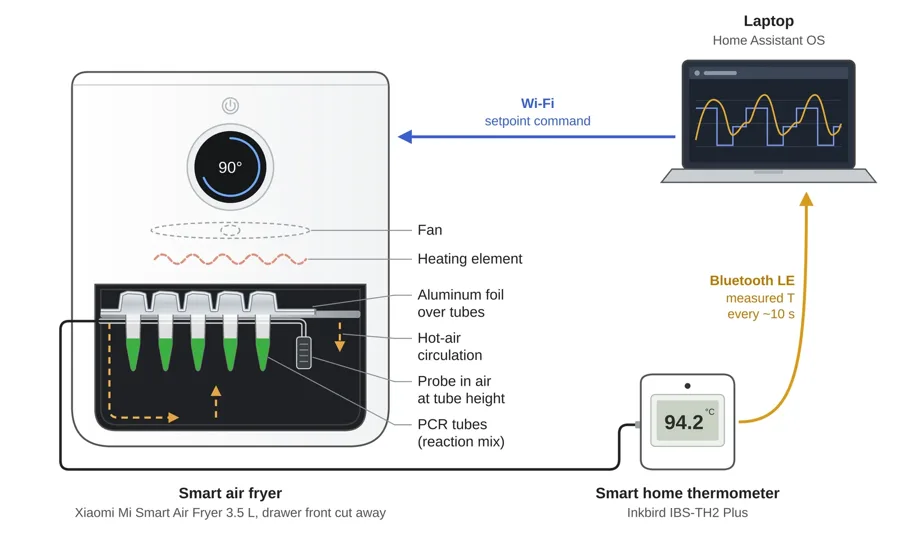 Laptop
Home Assistant OS
Wi-Fi
setpoint command
90°
Fan
Heating element
Aluminum foil
over tubes
Hot-air
circulation
Probe in air
at tube height
PCR tubes
(reaction mix)
Bluetooth LE
measured T
every ~10 s
94.2 °C
Smart air fryer
Xiaomi Mi Smart Air Fryer 3.5 L, drawer front cut away
Smart home thermometer
Inkbird IBS-TH2 Plus